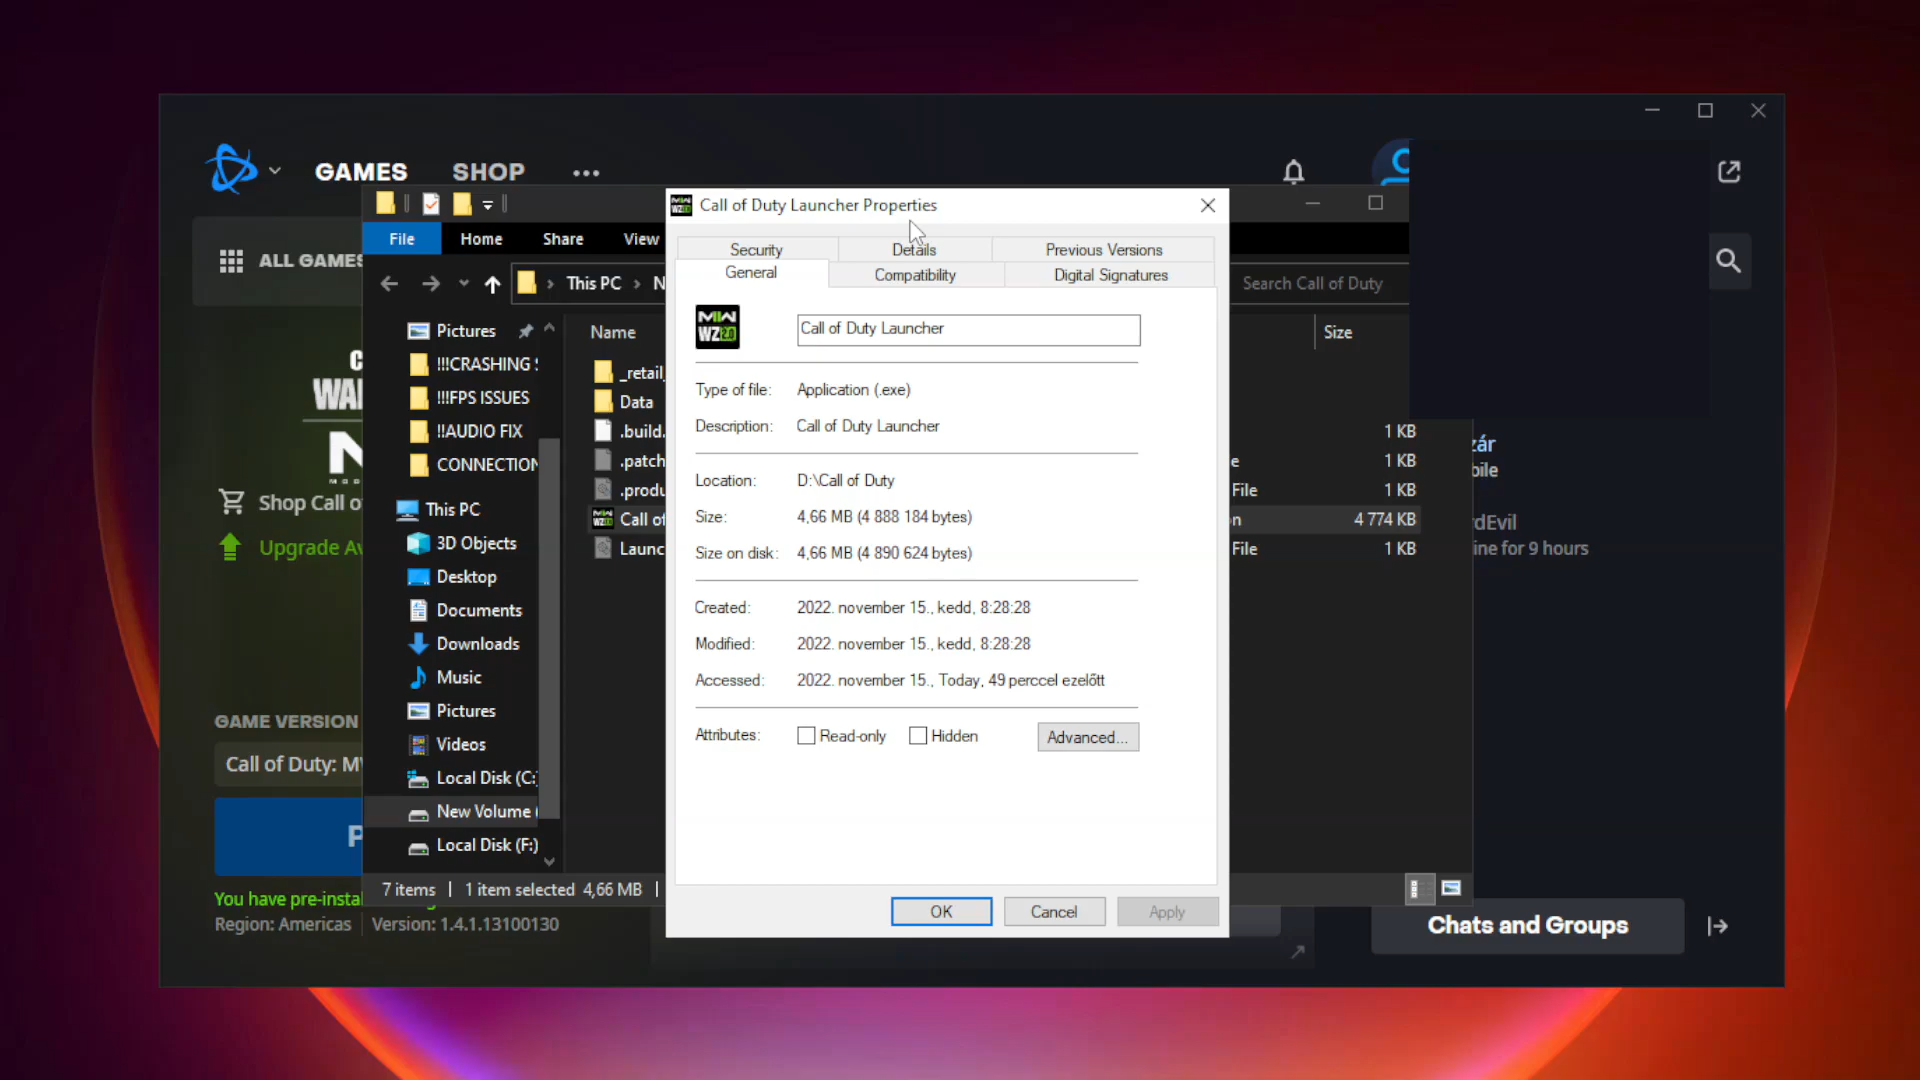 GAMES
SHOP
ALL GAMES
Shop Call o
Upgrade Av
GAME VERSION
Call of Duty: M
P
You have pre-insta
Region: Americas
Version: 1.4.1.13100130
File
Home
Share
View
This PC
N
Search Call of Duty
Pictures
!!!CRASHING
!!!FPS ISSUES
!!AUDIO FIX
CONNECTION
This PC
3D Objects
Desktop
Documents
Downloads
Music
Pictures
Videos
Local Disk (C:)
New Volume (
Local Disk (F:)
Name
Size
_retail_
Data
.build.
1 KB
.patch
e
1 KB
.produ
File
1 KB
Call of
n
4 774 KB
Launc
File
1 KB
7 items
1 item selected 4,66 MB
Call of Duty Launcher Properties
Security
Details
Previous Versions
General
Compatibility
Digital Signatures
MW
WZ2.0
Call of Duty Launcher
Type of file:
Application (.exe)
Description:
Call of Duty Launcher
Location:
D:\Call of Duty
Size:
4,66 MB (4 888 184 bytes)
Size on disk:
4,66 MB (4 890 624 bytes)
Created:
2022. november 15., kedd, 8:28:28
Modified:
2022. november 15., kedd, 8:28:28
Accessed:
2022. november 15., Today, 49 perccel ezelőtt
Attributes:
Read-only
Hidden
Advanced...
OK
Cancel
Apply
zár
bile
rdEvil
ine for 9 hours
Chats and Groups